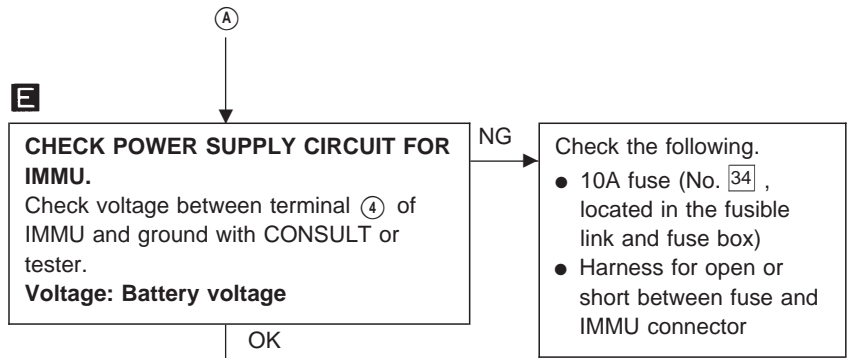 Ⓐ
E
CHECK POWER SUPPLY CIRCUIT FOR
IMMU.
Check voltage between terminal ④ of
IMMU and ground with CONSULT or
tester.
Voltage: Battery voltage
NG
Check the following.
● 10A fuse (No. 34 ,
located in the fusible
link and fuse box)
● Harness for open or
short between fuse and
IMMU connector
OK